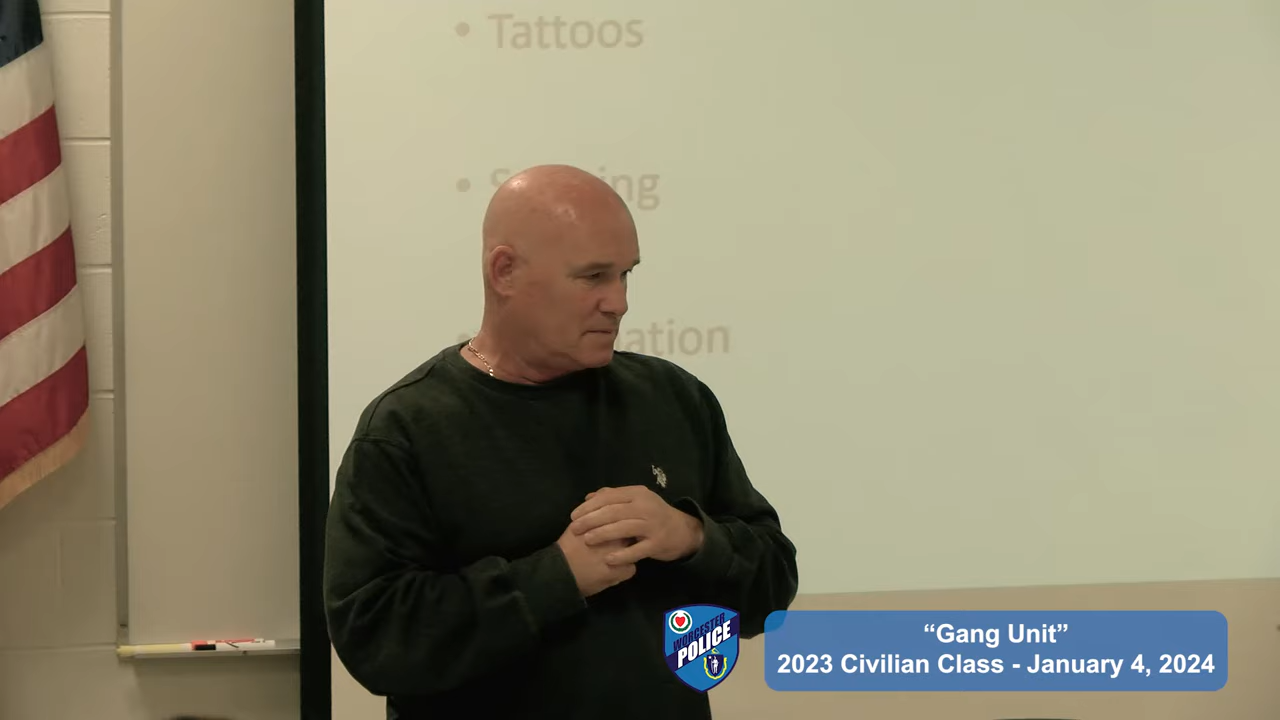 • Tattoos
“Gang Unit”
2023 Civilian Class - January 4, 2024
WORCESTER
POLICE